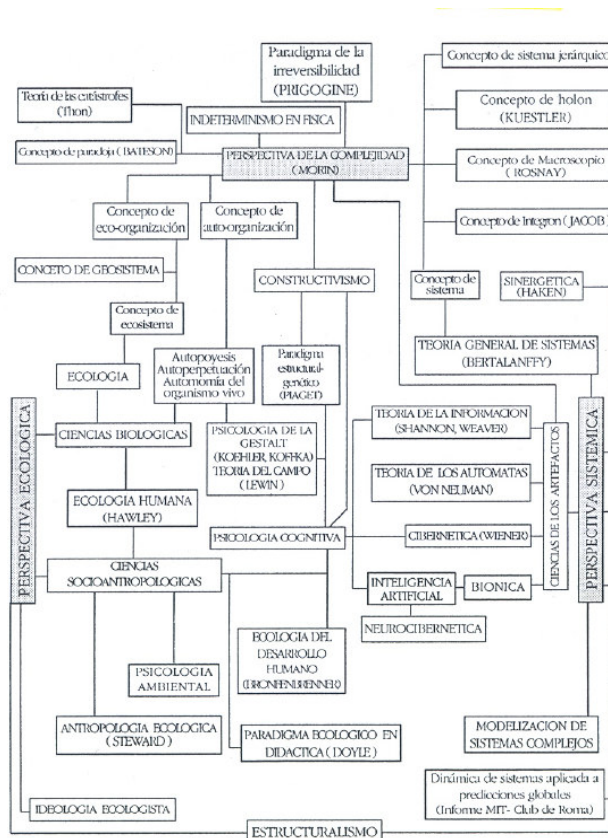 Paradigma de la
irreversibilidad
(PRIGOGINE)
Concepto de sistema jerárquico
Teoría de las catástrofes
(Thon)
INDETERMINISMO EN FISICA
Concepto de holon
(KUESTLER)
Concepto de paradoja (BATESON)
PERSPECTIVA DE LA COMPLEJIDAD
(MORIN)
Concepto de Macroscopio
(ROSNAY)
Concepto de
eco-organización
Concepto de
auto-organización
Concepto de Integron (JACOB)
CONCETO DE GEOSISTEMA
CONSTRUCTIVISMO
Concepto de
sistema
SINERGETICA
(HAKEN)
Concepto de
ecosistema
TEORIA GENERAL DE SISTEMAS
(BERTALANFFY)
ECOLOGIA
Autopoyesis
Autoperpetuación
Automomía del
organismo vivo
Paradigma
estructural-
genético
(PIAGET)
PERSPECTIVA ECOLOGICA
CIENCIAS BIOLOGICAS
PSICOLOGIA DE LA
GESTALT
(KOEHLER, KOFFKA)
TEORIA DEL CAMPO
(LEWIN)
TEORIA DE LA INFORMACION
(SHANNON, WEAVER)
TEORIA DE LOS AUTOMATAS
(VON NEUMAN)
CIENCIAS DE LOS ARTEFACTOS
PERSPECTIVA SISTEMICA
ECOLOGIA HUMANA
(HAWLEY)
PSICOLOGIA COGNITIVA
CIBERNETICA (WIENER)
CIENCIAS
SOCIOANTROPOLOGICAS
INTELIGENCIA
ARTIFICIAL
BIONICA
NEUROCIBERNETICA
ECOLOGIA DEL
DESARROLLO
HUMANO
(BRONFENBRENNER)
PSICOLOGIA
AMBIENTAL
ANTROPOLOGIA ECOLOGICA
(STEWARD)
PARADIGMA ECOLOGICO EN
DIDACTICA (DOYLE)
MODELIZACION DE
SISTEMAS COMPLEJOS
IDEOLOGIA ECOLOGISTA
Dinámica de sistemas aplicada a
predicciones globales
(Informe MIT- Club de Roma)
ESTRUCTURALISMO